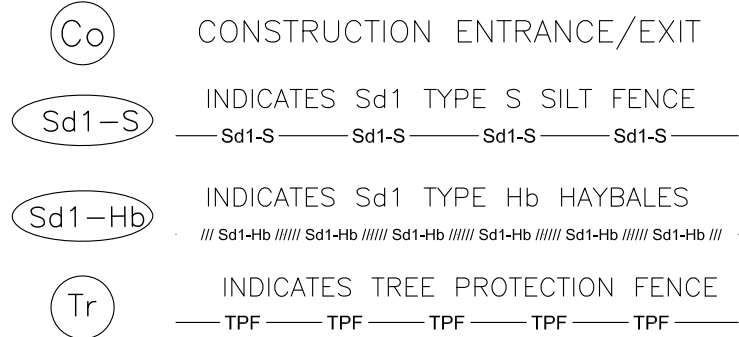 Co CONSTRUCTION ENTRANCE/EXIT
Sd1-S INDICATES Sd1 TYPE S SILT FENCE
Sd1-S Sd1-S Sd1-S Sd1-S
Sd1-Hb INDICATES Sd1 TYPE Hb HAYBALES
/// Sd1-Hb ////// Sd1-Hb ////// Sd1-Hb ////// Sd1-Hb ////// Sd1-Hb ////// Sd1-Hb ///
Tr INDICATES TREE PROTECTION FENCE
TPF TPF TPF TPF TPF